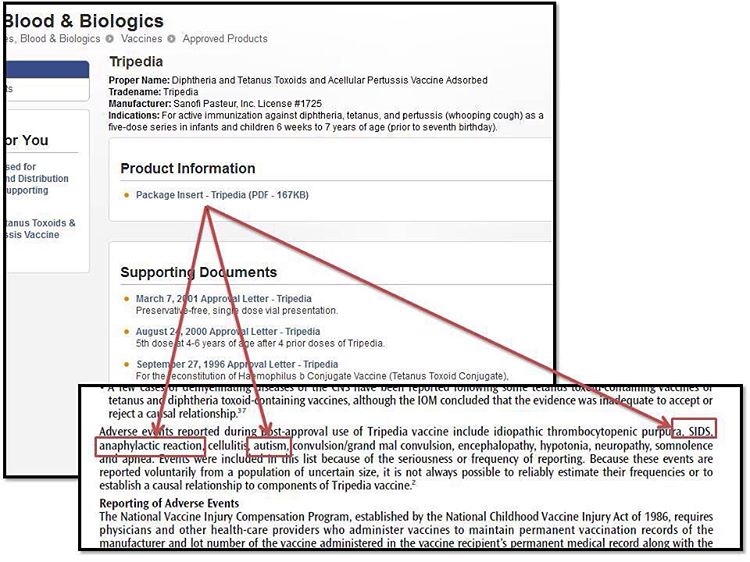 Blood & Biologics
es, Blood & Biologics Vaccines Approved Products
ts
or You
sed for
nd Distribution
upporting
tanus Toxoids &
ssis Vaccine
Tripedia
Proper Name: Diphtheria and Tetanus Toxoids and Acellular Pertussis Vaccine Adsorbed
Tradename: Tripedia
Manufacturer: Sanofi Pasteur, Inc. License #1725
Indications: For active immunization against diphtheria, tetanus, and pertussis (whooping cough) as a
five-dose series in infants and children 6 weeks to 7 years of age (prior to seventh birthday).
Product Information
• Package Insert - Tripedia (PDF - 167KB)
Supporting Documents
• March 7, 2001 Approval Letter - Tripedia
Preservative-free, single dose vial presentation.
• August 24, 2000 Approval Letter - Tripedia
5th dose at 4-6 years of age after 4 prior doses of Tripedia.
• September 27, 1996 Approval Letter - Tripedia
For the reconstitution of Haemophilus b Conjugate Vaccine (Tetanus Toxoid Conjugate),
• A few cases of demyelinating diseases of the CNS have been reported following some tetanus toxoid-containing vaccines or
tetanus and diphtheria toxoid-containing vaccines, although the IOM concluded that the evidence was inadequate to accept or
reject a causal relationship.37
Adverse events reported during post-approval use of Tripedia vaccine include idiopathic thrombocytopenic purpura, SIDS,
anaphylactic reaction, cellulitis, autism, convulsion/grand mal convulsion, encephalopathy, hypotonia, neuropathy, somnolence
and apnea. Events were included in this list because of the seriousness or frequency of reporting. Because these events are
reported voluntarily from a population of uncertain size, it is not always possible to reliably estimate their frequencies or to
establish a causal relationship to components of Tripedia vaccine.2
Reporting of Adverse Events
The National Vaccine Injury Compensation Program, established by the National Childhood Vaccine Injury Act of 1986, requires
physicians and other health-care providers who administer vaccines to maintain permanent vaccination records of the
manufacturer and lot number of the vaccine administered in the vaccine recipient's permanent medical record along with the